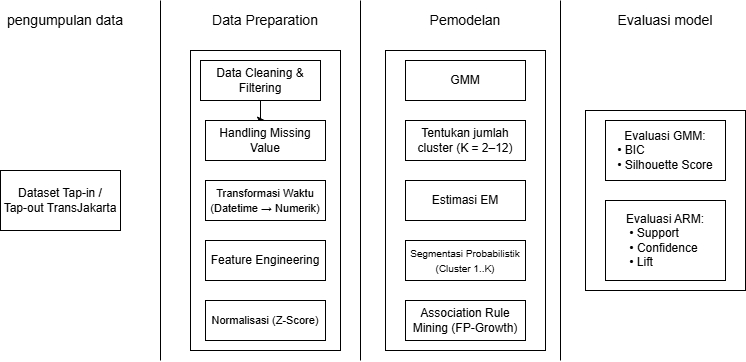 pengumpulan data
Dataset Tap-in /
Tap-out TransJakarta
Data Preparation
Data Cleaning &
Filtering
Handling Missing
Value
Transformasi Waktu
(Datetime → Numerik)
Feature Engineering
Normalisasi (Z-Score)
Pemodelan
GMM
Tentukan jumlah
cluster (K = 2–12)
Estimasi EM
Segmentasi Probabilistik
(Cluster 1..K)
Association Rule
Mining (FP-Growth)
Evaluasi model
Evaluasi GMM:
• BIC
• Silhouette Score
Evaluasi ARM:
• Support
• Confidence
• Lift